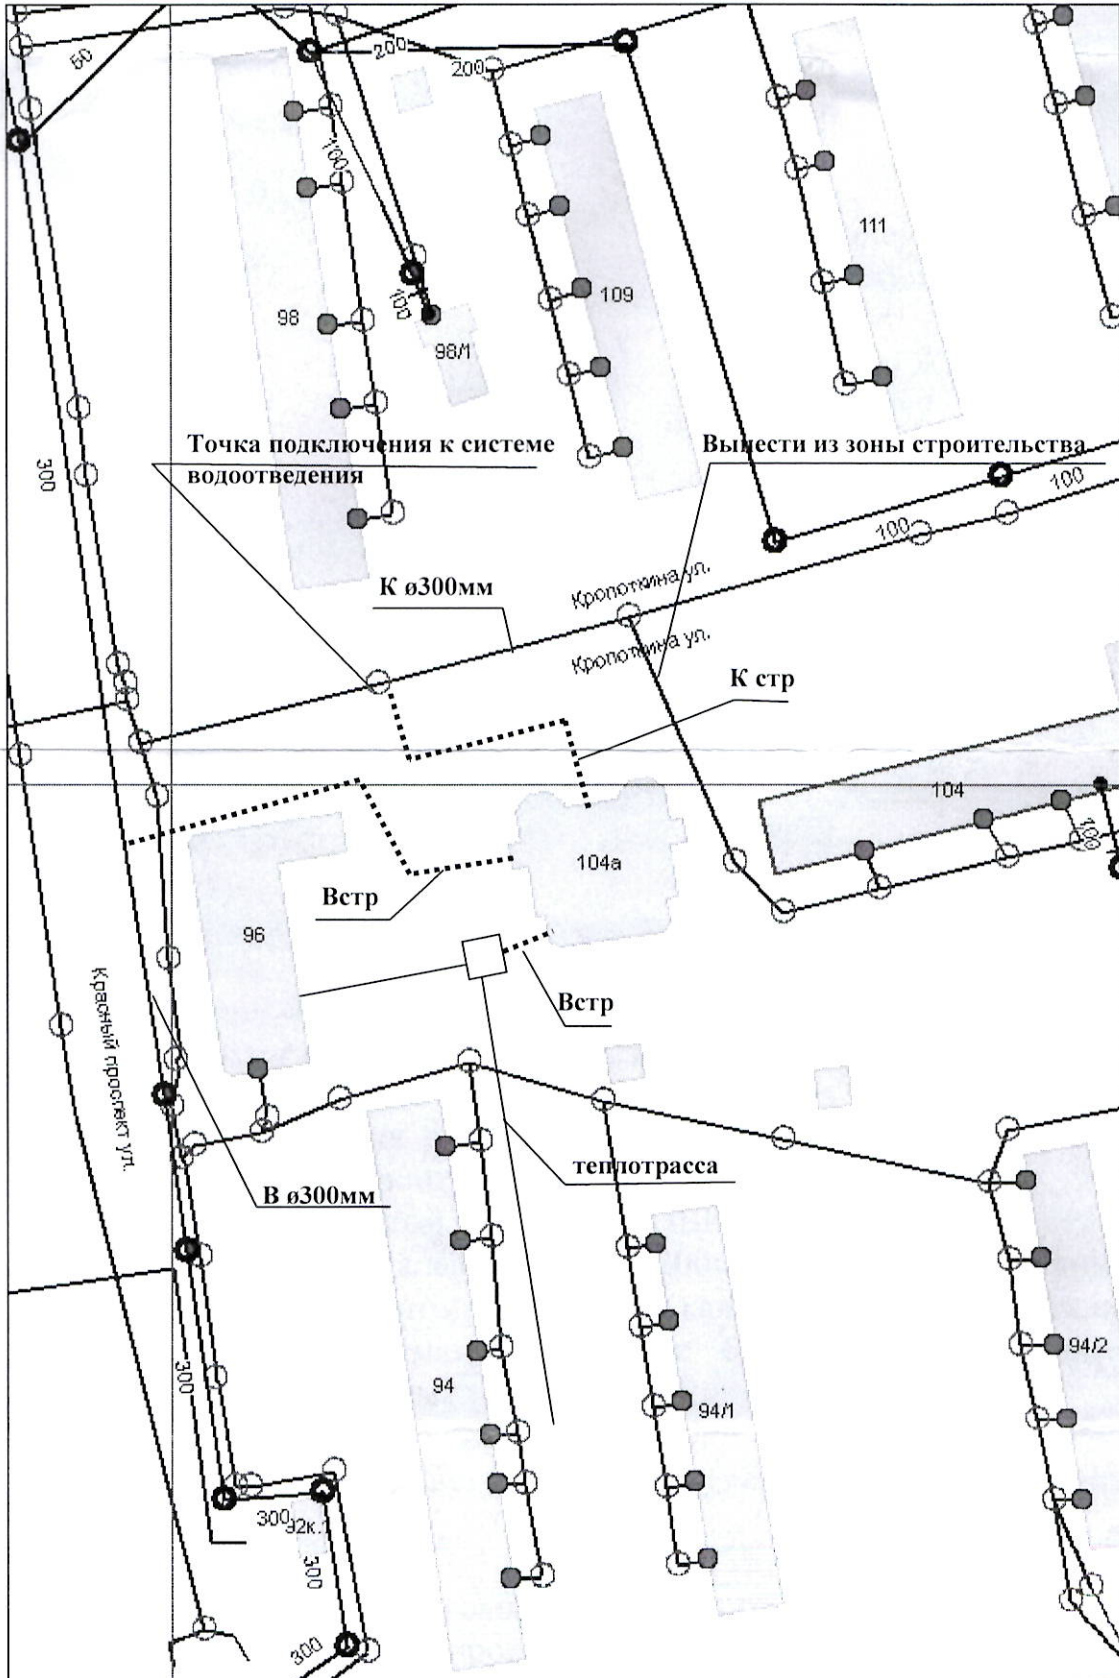 50
200
200
100
111
109
98
100
98/1
Точка подключения к системе
водоотведения
Вынести из зоны строительства
300
100
100
К ø300мм
Кропоткина ул.
Кропоткина ул.
К стр
104
100
104а
Встр
96
Встр
Красный проспект ул.
теплотрасса
В ø300мм
94/2
300
94
94/1
300
92к.1
300
300